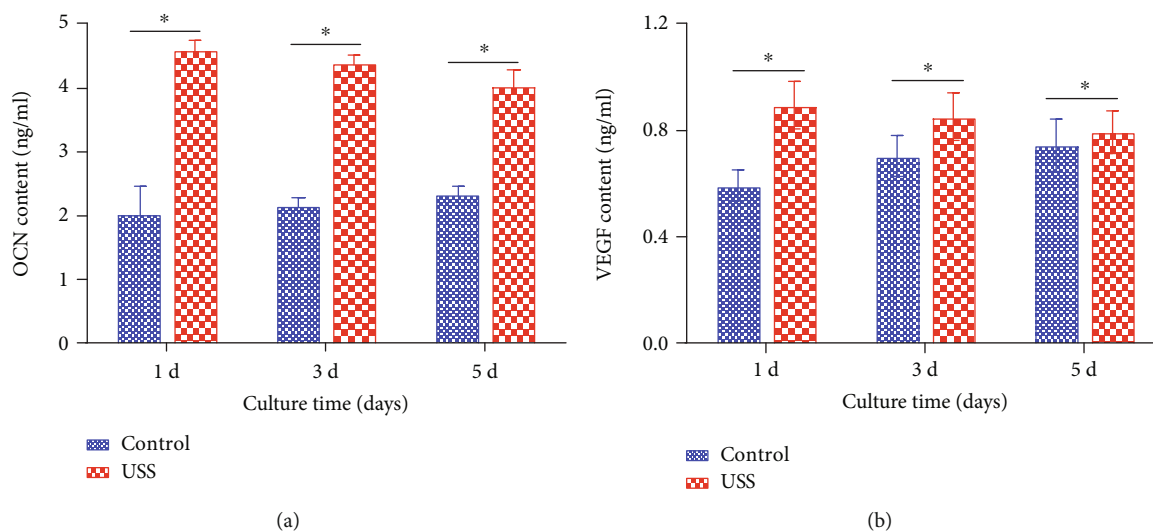 OCN content (ng/ml)
5
4
3
2
1
0
*
*
*
1 d
3 d
5 d
Culture time (days)
Control
USS
(a)
VEGF content (ng/ml)
1.2
0.8
0.4
0.0
*
*
*
1 d
3 d
5 d
Culture time (days)
Control
USS
(b)